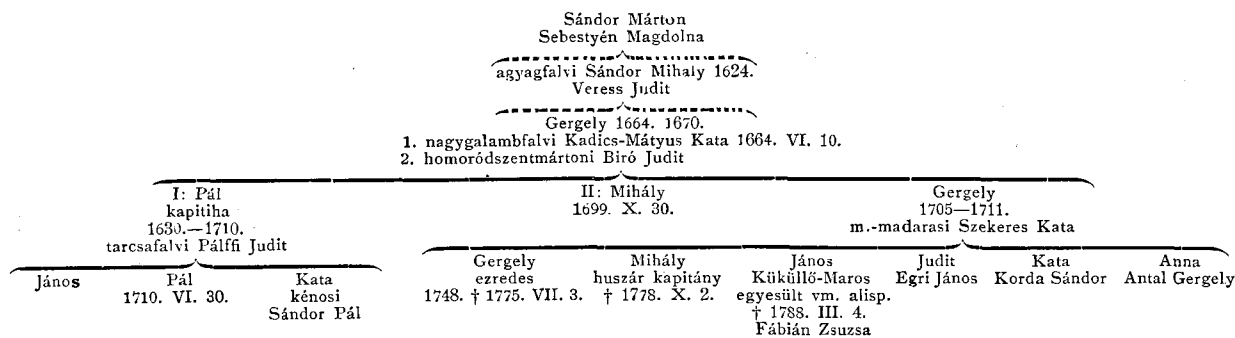 Sándor Márton
Sebestyén Magdolna
agyagfalvi Sándor Mihaly 1624.
Veress Judit
Gergely 1664. 1670.
1. nagygalambfalvi Kadics-Mátyus Kata 1664. VI. 10.
2. homoródszentmártoni Biró Judit
I: Pál
kapitiha
1630.—1710.
tarcsafalvi Pálffi Judit
II: Mihály
1699. X. 30.
Gergely
1705—1711.
m.-madarasi Szekeres Kata
János
Pál
1710. VI. 30.
Kata
kénosi
Sándor Pál
Gergely
ezredes
1748. † 1775. VII. 3.
Mihály
huszár kapitány
† 1778. X. 2.
János
Küküllő-Maros
egyesült vm. alisp.
† 1788. III. 4.
Fábián Zsuzsa
Judit
Egri János
Kata
Korda Sándor
Anna
Antal Gergely